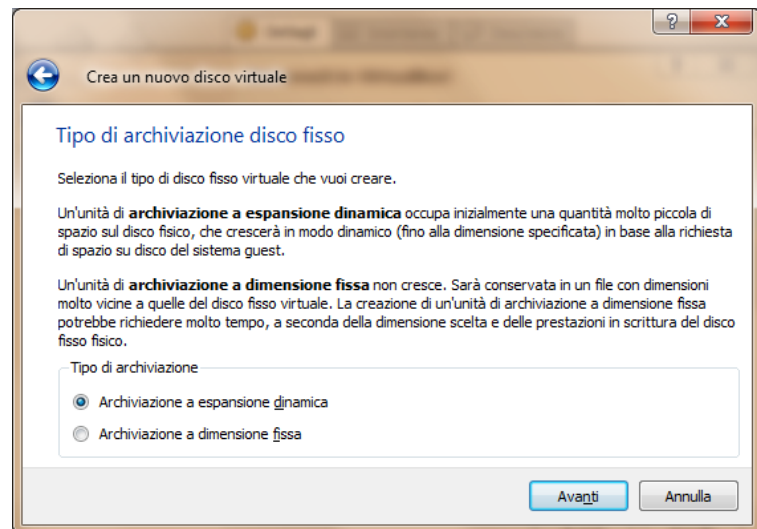 Crea un nuovo disco virtuale
Tipo di archiviazione disco fisso
Seleziona il tipo di disco fisso virtuale che vuoi creare.
Un'unità di archiviazione a espansione dinamica occupa inizialmente una quantità molto piccola di
spazio sul disco fisico, che crescerà in modo dinamico (fino alla dimensione specificata) in base alla richiesta
di spazio su disco del sistema guest.
Un'unità di archiviazione a dimensione fissa non cresce. Sarà conservata in un file con dimensioni
molto vicine a quelle del disco fisso virtuale. La creazione di un'unità di archiviazione a dimensione fissa
potrebbe richiedere molto tempo, a seconda della dimensione scelta e delle prestazioni in scrittura del disco
fisso fisico.
Tipo di archiviazione
Archiviazione a espansione dinamica
Archiviazione a dimensione fissa
Avanti
Annulla